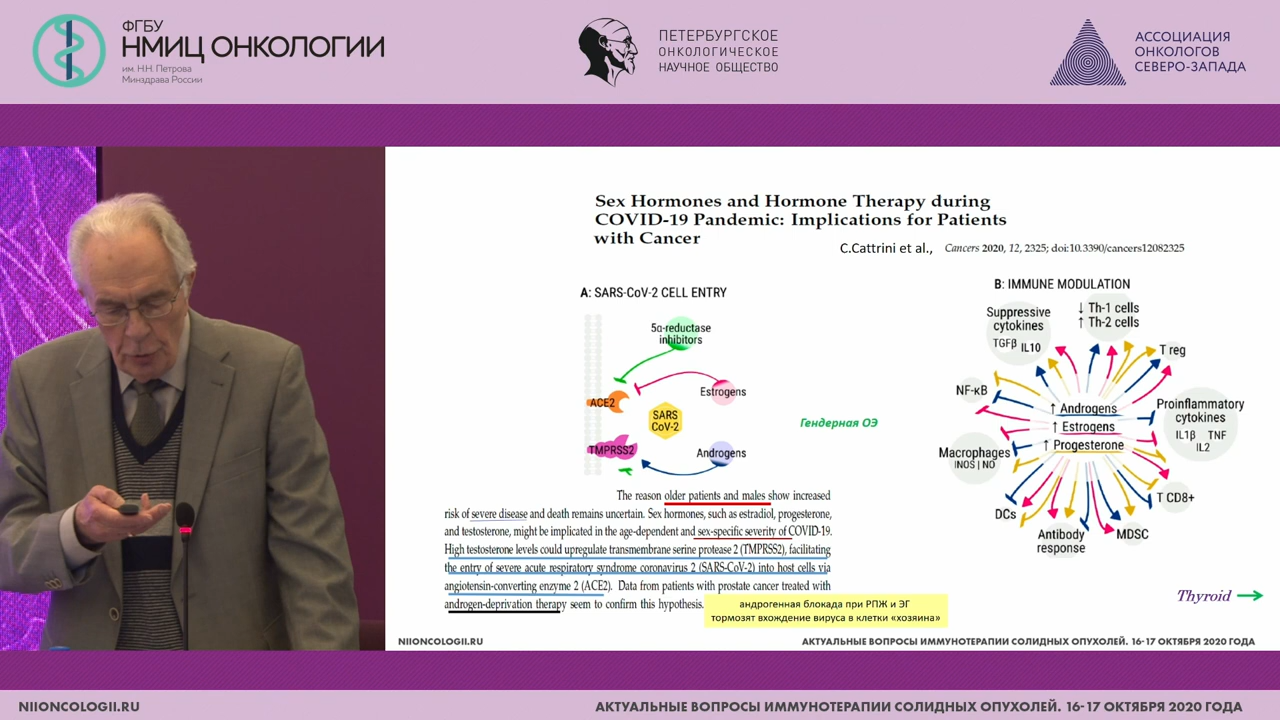 ФГБУ
НМИЦ ОНКОЛОГИИ
им. Н.Н. Петрова
Минздрава России
ПЕТЕРБУРГСКОЕ
ОНКОЛОГИЧЕСКОЕ
НАУЧНОЕ ОБЩЕСТВО
АССОЦИАЦИЯ
ОНКОЛОГОВ
СЕВЕРО-ЗАПАДА
Sex Hormones and Hormone Therapy during
COVID-19 Pandemic: Implications for Patients
with Cancer
C.Cattrini et al., Cancers 2020, 12, 2325; doi:10.3390/cancers12082325
A: SARS-CoV-2 CELL ENTRY
5α-reductase
inhibitors
Estrogens
ACE2
SARS
CoV-2
TMPRSS2
Androgens
Гендерная ОЭ
B: IMMUNE MODULATION
Suppressive
cytokines
TGFβ IL10
↓ Th-1 cells
↑ Th-2 cells
T reg
NF-κB
↑ Androgens
↑ Estrogens
↑ Progesterone
Proinflammatory
cytokines
IL1β TNF
IL2
Macrophages
iNOS | NO
T CD8+
DCs
Antibody
response
MDSC
The reason older patients and males show increased
risk of severe disease and death remains uncertain. Sex hormones, such as estradiol, progesterone,
and testosterone, might be implicated in the age-dependent and sex-specific severity of COVID-19.
High testosterone levels could upregulate transmembrane serine protease 2 (TMPRSS2), facilitating
the entry of severe acute respiratory syndrome coronavirus 2 (SARS-CoV-2) into host cells via
angiotensin-converting enzyme 2 (ACE2). Data from patients with prostate cancer treated with
androgen-deprivation therapy seem to confirm this hypothesis.
андрогенная блокада при РПЖ и ЭГ
тормозят вхождение вируса в клетки «хозяина»
Thyroid
NIIONCOLOGII.RU
АКТУАЛЬНЫЕ ВОПРОСЫ ИММУНОТЕРАПИИ СОЛИДНЫХ ОПУХОЛЕЙ. 16-17 ОКТЯБРЯ 2020 ГОДА
NIIONCOLOGII.RU
АКТУАЛЬНЫЕ ВОПРОСЫ ИММУНОТЕРАПИИ СОЛИДНЫХ ОПУХОЛЕЙ. 16-17 ОКТЯБРЯ 2020 ГОДА